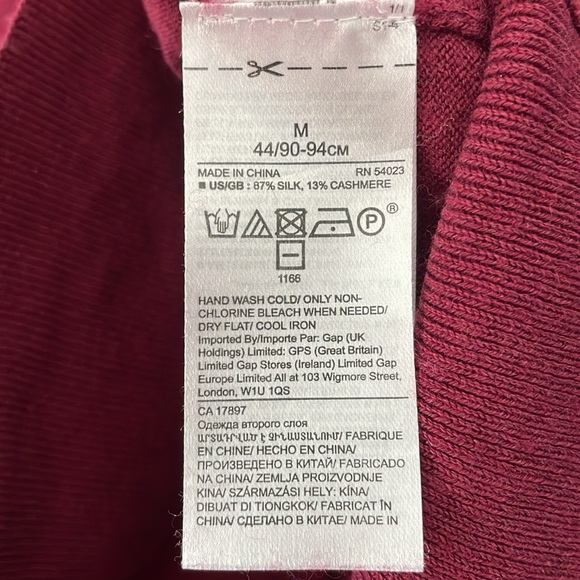 1/1
M
44/90-94CM
MADE IN CHINA RN 54023
■ US/GB : 87% SILK, 13% CASHMERE
P ®
1166
HAND WASH COLD/ ONLY NON-
CHLORINE BLEACH WHEN NEEDED/
DRY FLAT/ COOL IRON
Imported By/Importe Par: Gap (UK
Holdings) Limited: GPS (Great Britain)
Limited Gap Stores (Ireland) Limited Gap
Europe Limited All at 103 Wigmore Street,
London, W1U 1QS
CA 17897
Одежда второго слоя
ԱՐՏԱԴՐՎԱԾ Է ՉԻՆԱՍՏԱՆՈՒՄ/ FABRIQUE
EN CHINE/ HECHO EN CHINA/
ПРОИЗВЕДЕНО В КИТАЙ/ FABRICADO
NA CHINA/ ZEMLJA PROIZVODNJE
KINA/ SZÁRMAZÁSI HELY: KÍNA/
DIBUAT DI TIONGKOK/ FABRICAT ÎN
CHINA/ СДЕЛАНО В КИТАЕ/ MADE IN